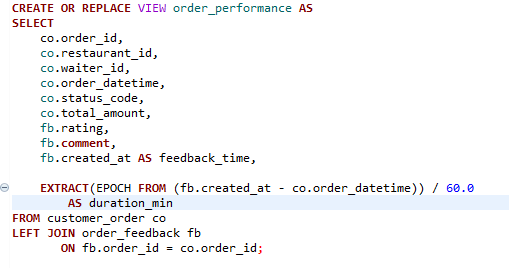 CREATE OR REPLACE VIEW order_performance AS
SELECT
    co.order_id,
    co.restaurant_id,
    co.waiter_id,
    co.order_datetime,
    co.status_code,
    co.total_amount,
    fb.rating,
    fb.comment,
    fb.created_at AS feedback_time,
    EXTRACT(EPOCH FROM (fb.created_at - co.order_datetime)) / 60.0
        AS duration_min
FROM customer_order co
LEFT JOIN order_feedback fb
       ON fb.order_id = co.order_id;